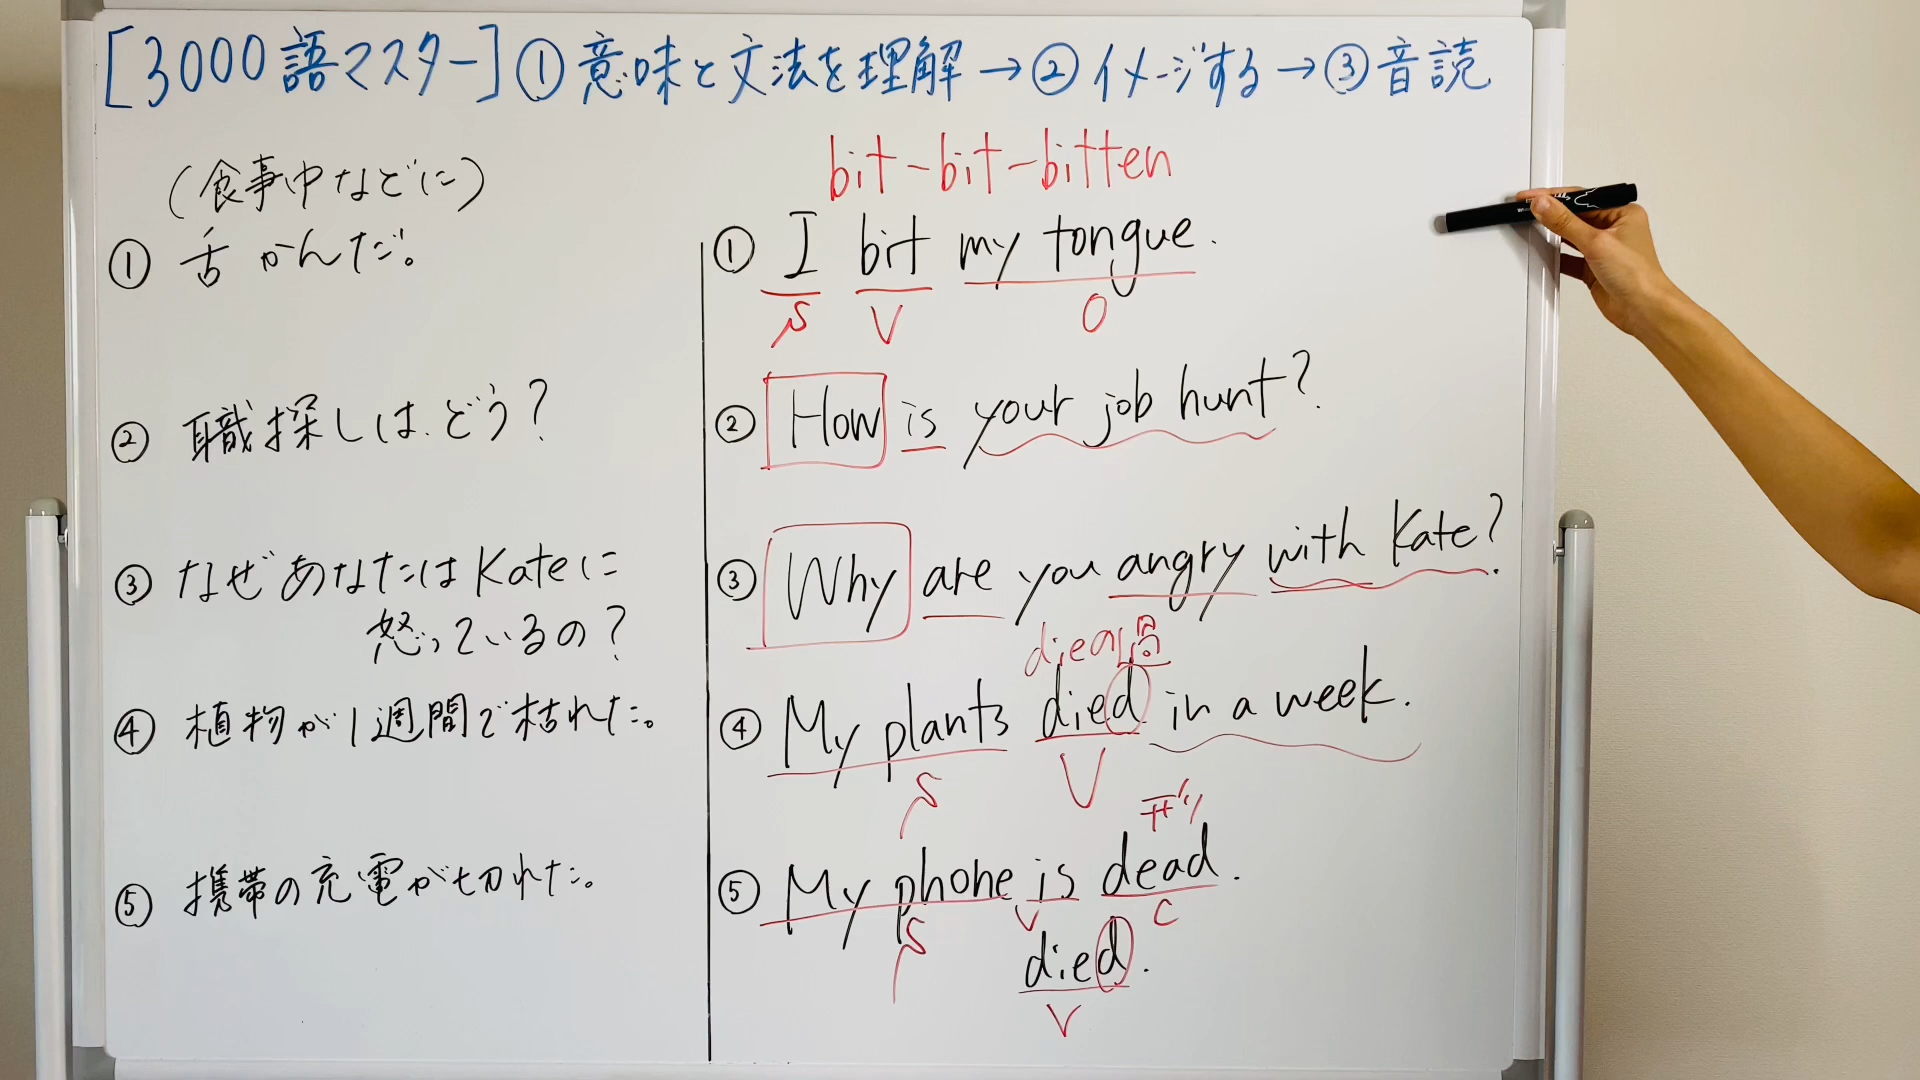 [3000語マスター] ①意味と文法を理解→②イメージする→③音読
(食事中などに)
① 舌かんだ。
② 職探しは.どう?
③ なぜあなたはKateに
怒っているの?
④ 植物が1週間で枯れた。
⑤ 携帯の充電が切れた。
bit-bit-bitten
① I bit my tongue.
S V O
② How is your job hunt?
③ Why are you angry with Kate?
dieの過
④ My plants died in a week.
S V
⑤ My phone is dead.
S V C
died.
V